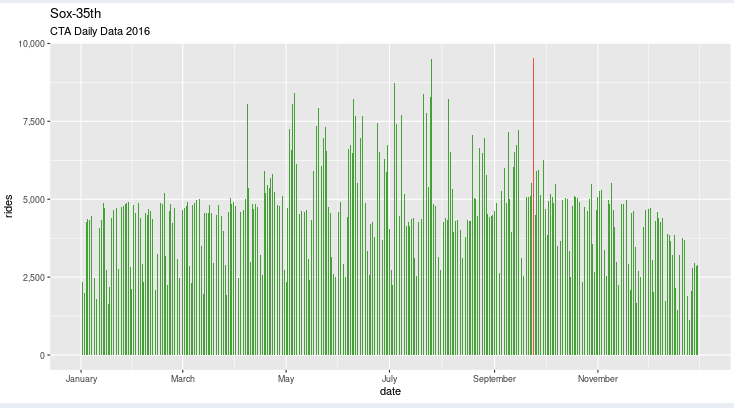 Sox-35th
CTA Daily Data 2016
10,000
7,500
5,000
2,500
0
rides
January March May July September November
date